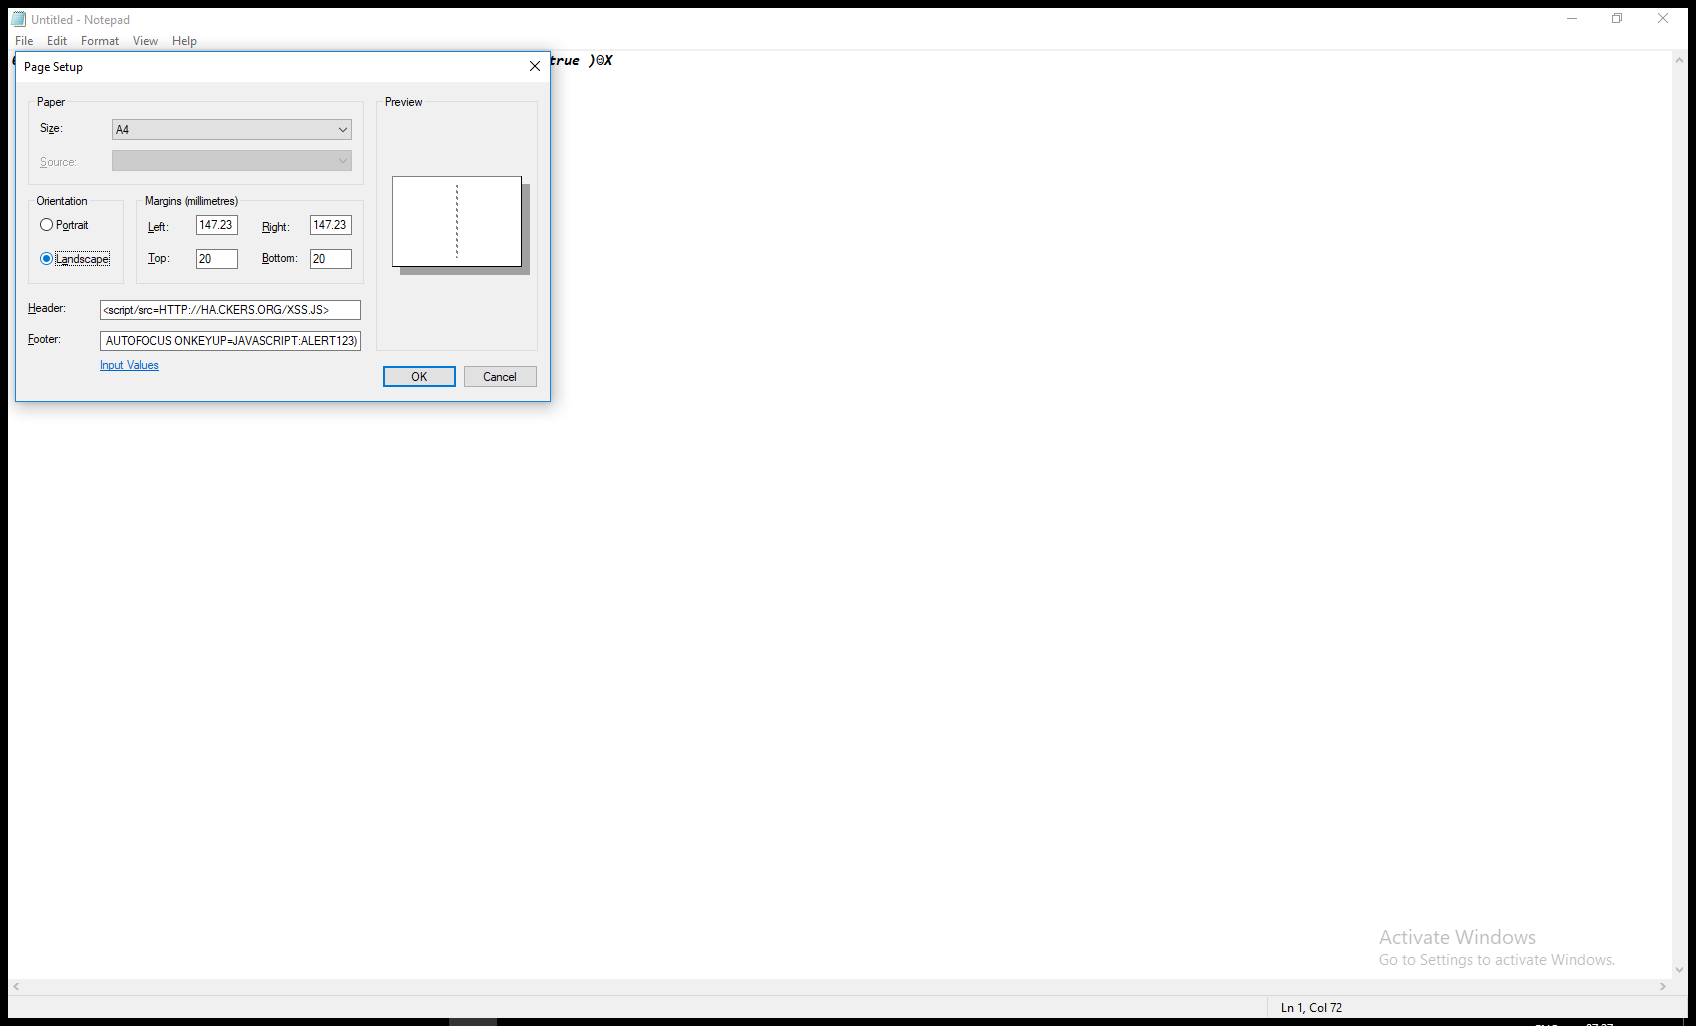 Untitled - Notepad
File Edit Format View Help
true )@X
Page Setup
Paper
Size: A4
Source:
Orientation
Portrait
Landscape
Margins (millimetres)
Left: 147.23 Right: 147.23
Top: 20 Bottom: 20
Header: <script/src=HTTP://HA.CKERS.ORG/XSS.JS>
Footer: AUTOFOCUS ONKEYUP=JAVASCRIPT:ALERT123)
Input Values
Preview
OK Cancel
Activate Windows
Go to Settings to activate Windows.
Ln 1, Col 72